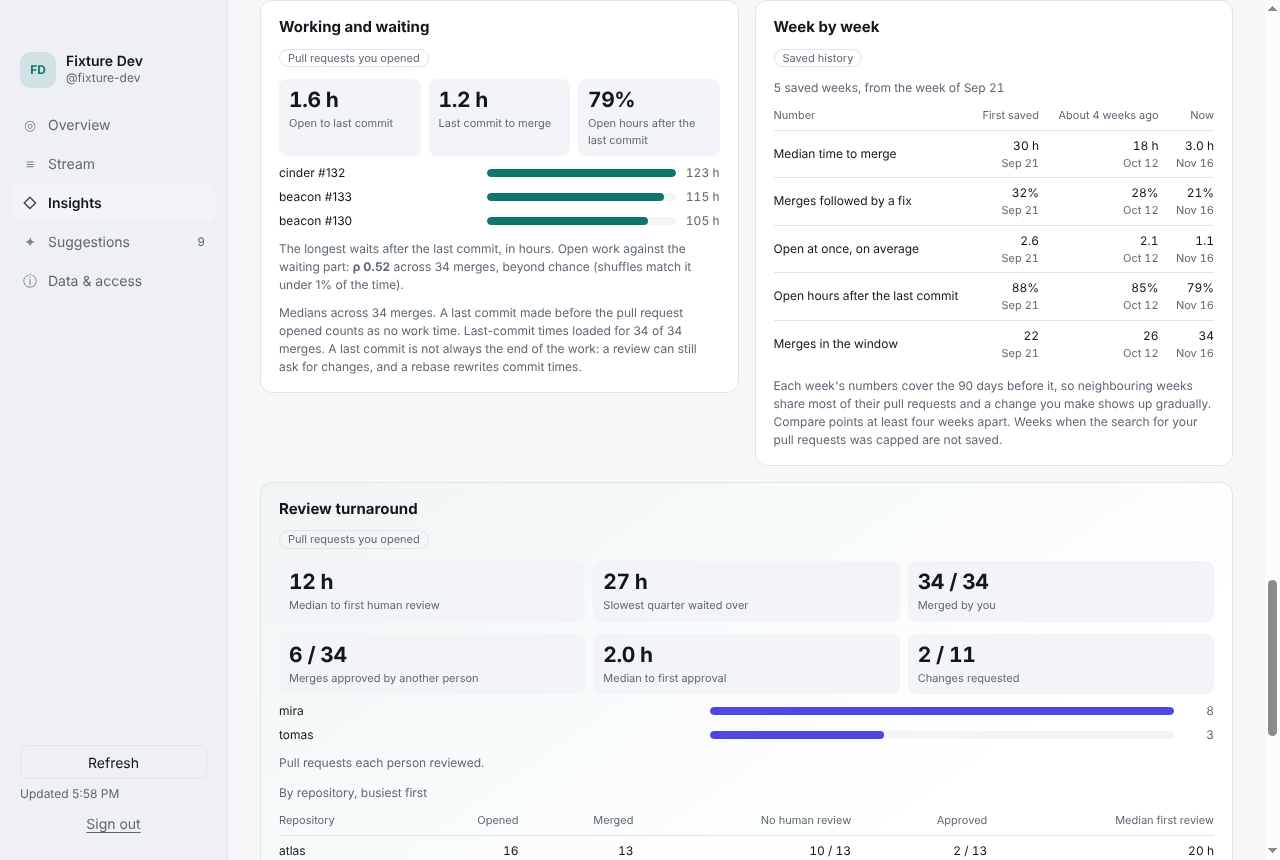 FD
Fixture Dev
@fixture-dev
Overview
Stream
Insights
Suggestions 9
Data & access
Refresh
Updated 5:58 PM
Sign out
Working and waiting
Pull requests you opened
1.6 h
Open to last commit
1.2 h
Last commit to merge
79%
Open hours after the
last commit
cinder #132 123 h
beacon #133 115 h
beacon #130 105 h
The longest waits after the last commit, in hours. Open work against the
waiting part: ρ 0.52 across 34 merges, beyond chance (shuffles match it
under 1% of the time).
Medians across 34 merges. A last commit made before the pull request
opened counts as no work time. Last-commit times loaded for 34 of 34
merges. A last commit is not always the end of the work: a review can still
ask for changes, and a rebase rewrites commit times.
Week by week
Saved history
5 saved weeks, from the week of Sep 21
Number First saved About 4 weeks ago Now
Median time to merge 30 h 18 h 3.0 h
Sep 21 Oct 12 Nov 16
Merges followed by a fix 32% 28% 21%
Sep 21 Oct 12 Nov 16
Open at once, on average 2.6 2.1 1.1
Sep 21 Oct 12 Nov 16
Open hours after the last commit 88% 85% 79%
Sep 21 Oct 12 Nov 16
Merges in the window 22 26 34
Sep 21 Oct 12 Nov 16
Each week's numbers cover the 90 days before it, so neighbouring weeks
share most of their pull requests and a change you make shows up gradually.
Compare points at least four weeks apart. Weeks when the search for your
pull requests was capped are not saved.
Review turnaround
Pull requests you opened
12 h
Median to first human review
27 h
Slowest quarter waited over
34 / 34
Merged by you
6 / 34
Merges approved by another person
2.0 h
Median to first approval
2 / 11
Changes requested
mira 8
tomas 3
Pull requests each person reviewed.
By repository, busiest first
Repository Opened Merged No human review Approved Median first review
atlas 16 13 10 / 13 2 / 13 20 h